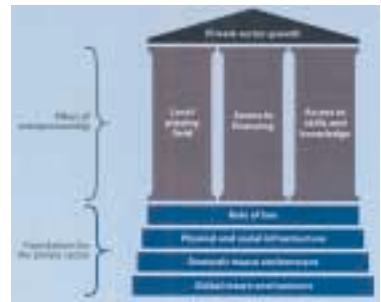 Private sector growth
Pillars of
entrepreneurship
Level
playing
field
Access to
financing
Access to
skills and
knowledge
Rule of law
Physical and social infrastructure
Domestic macro environment
Global macro environment
Foundations for
the private sector